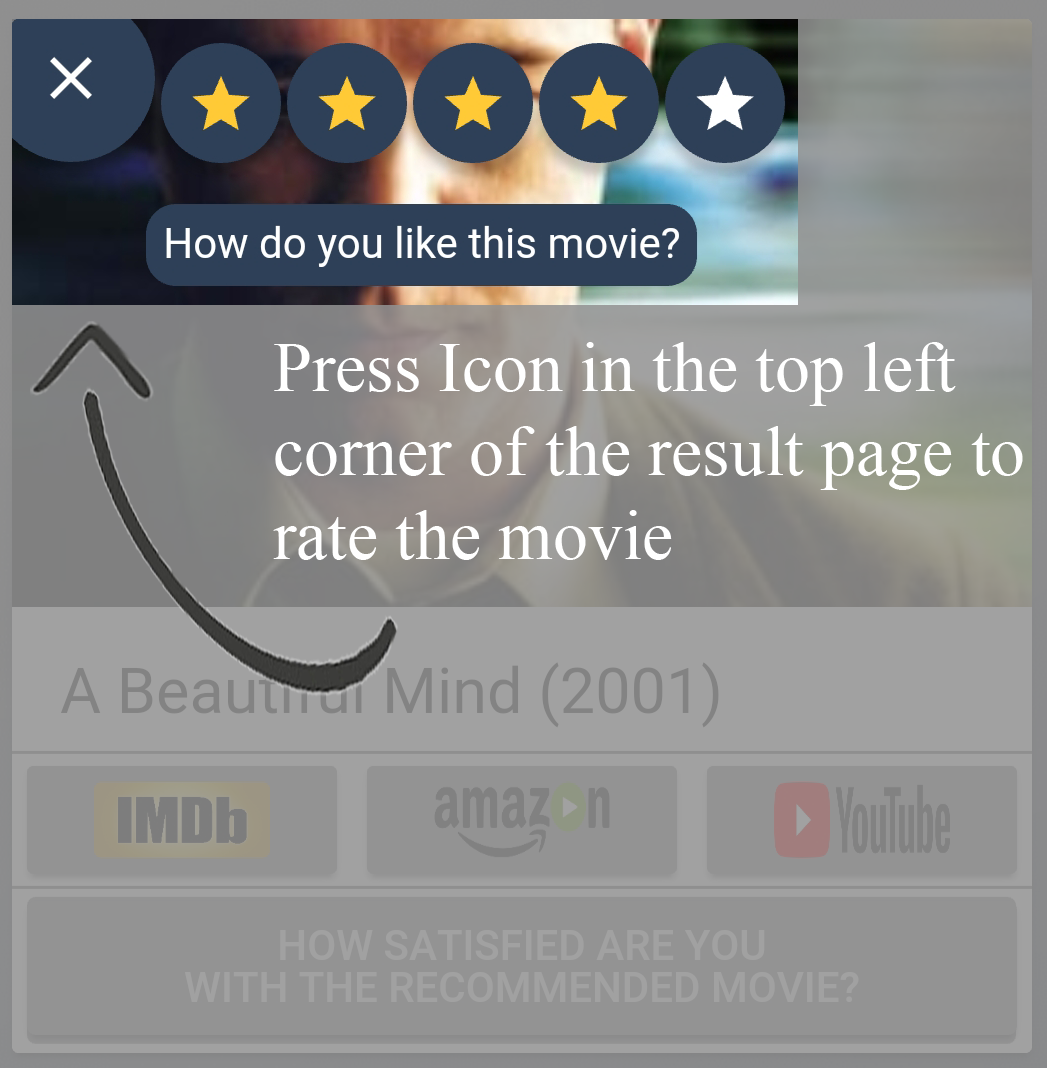 How do you like this movie?
Press Icon in the top left
corner of the result page to
rate the movie
A Beautiful Mind (2001)
IMDb
amazon
YouTube
HOW SATISFIED ARE YOU
WITH THE RECOMMENDED MOVIE?